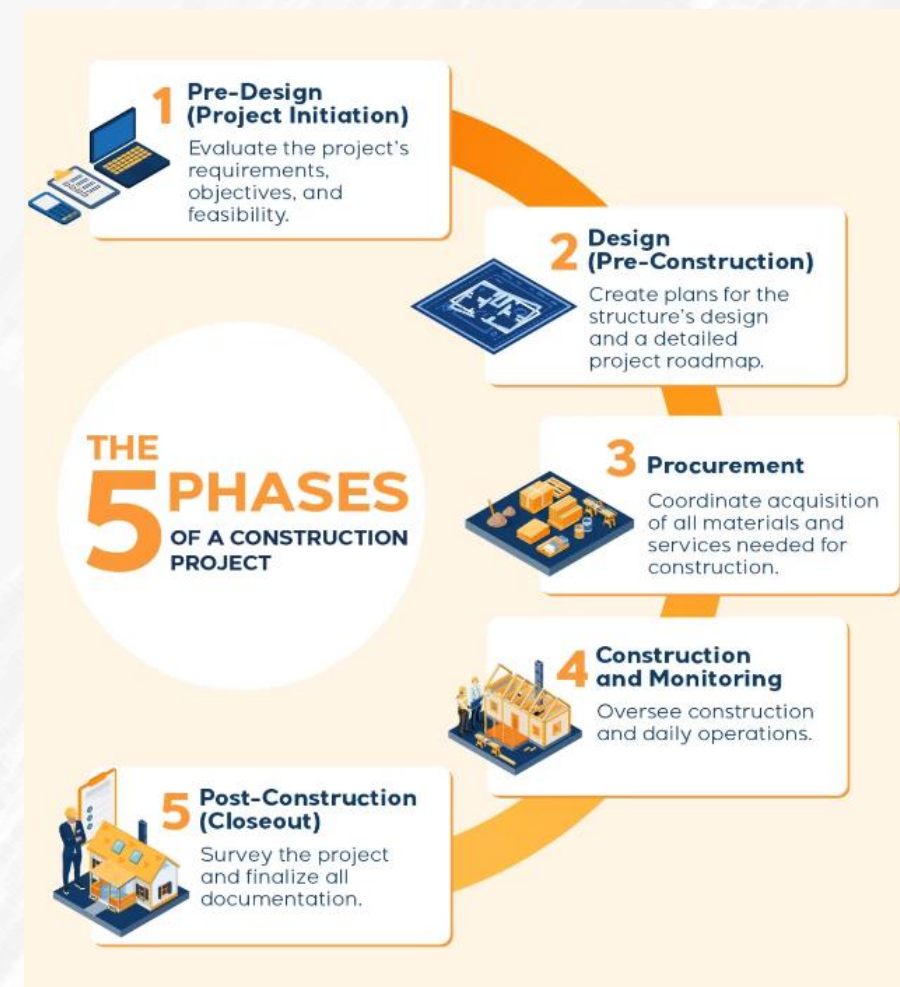 1 Pre-Design
(Project Initiation)
Evaluate the project's
requirements,
objectives, and
feasibility.
2 Design
(Pre-Construction)
Create plans for the
structure's design
and a detailed
project roadmap.
THE
5 PHASES
OF A CONSTRUCTION
PROJECT
3 Procurement
Coordinate acquisition
of all materials and
services needed for
construction.
4 Construction
and Monitoring
Oversee construction
and daily operations.
5 Post-Construction
(Closeout)
Survey the project
and finalize all
documentation.